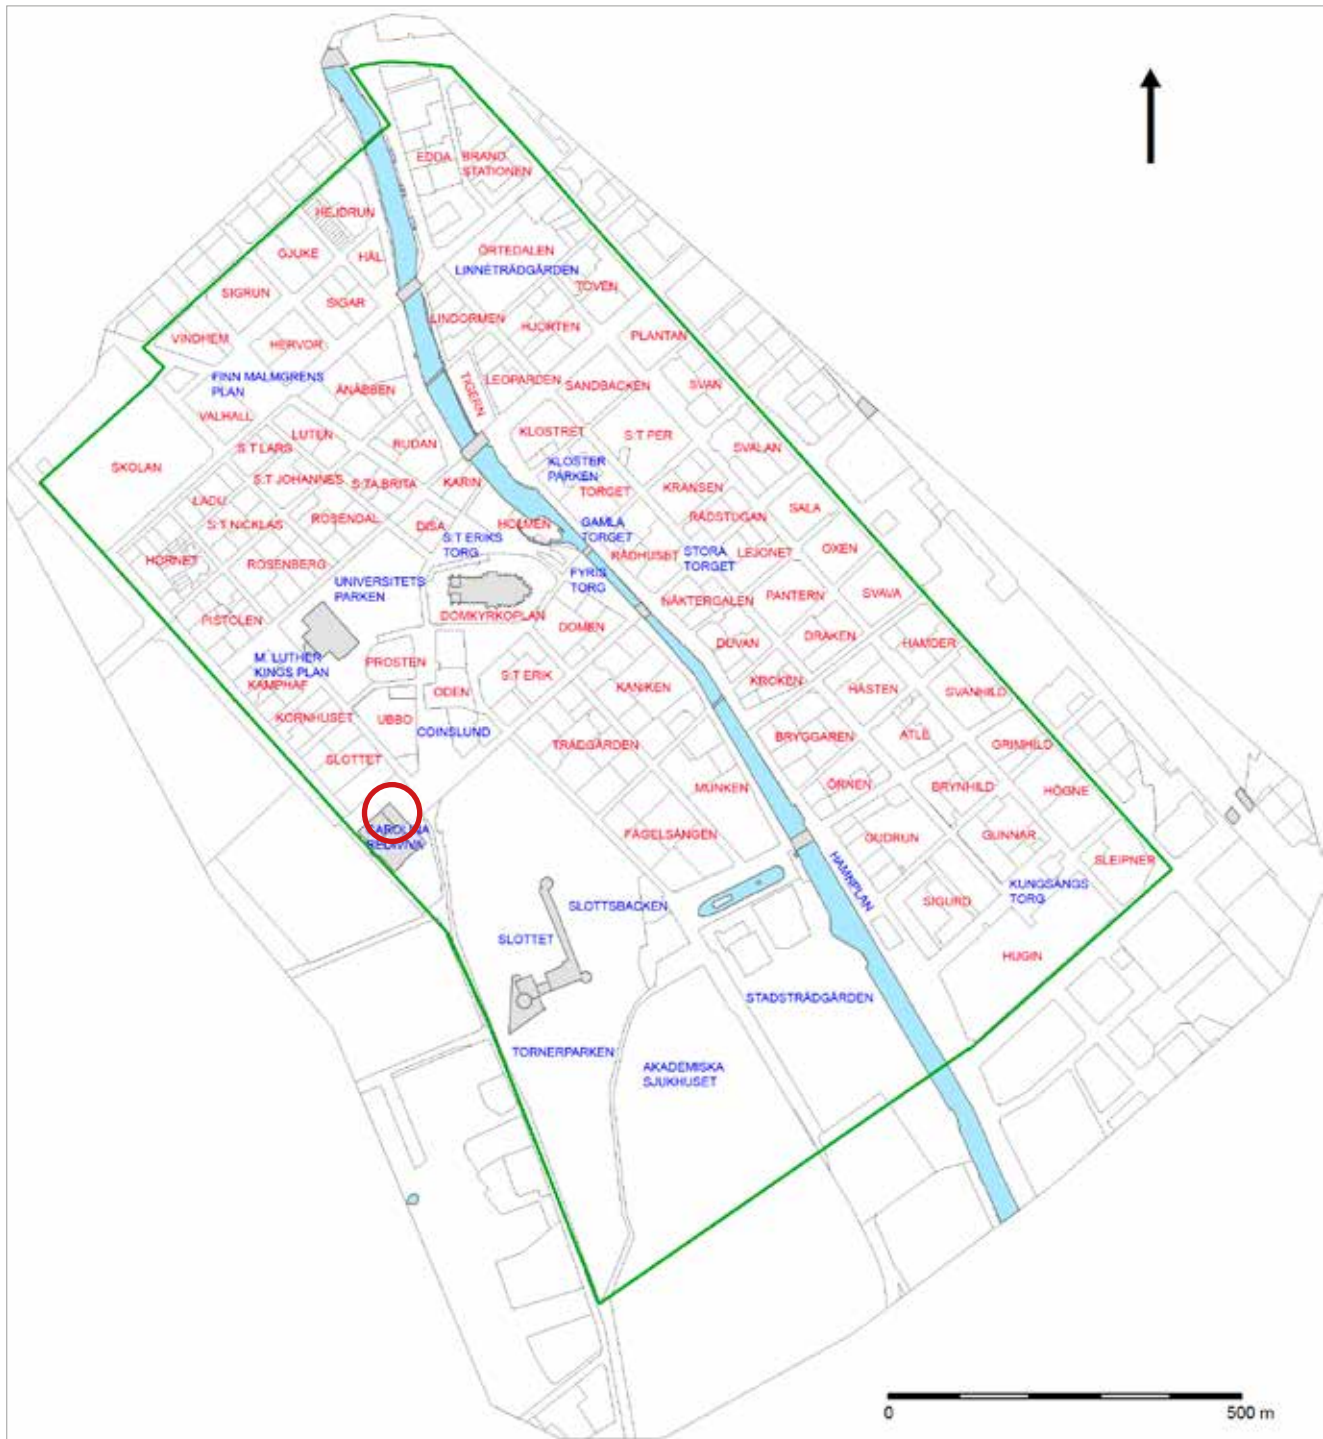 EDDA
BRAND
STATIONEN
HEJDRUN
GJUKE
HÄL
ÖRTEDALEN
LINNÉTRÄDGÅRDEN
TOVEN
SIGRUN
SIGAR
LINDORMEN
HJORTEN
PLANTAN
VINDHEM
HERVOR
FINN MALMGRENS
PLAN
ÄNÄBBEN
TIGERN
LEOPARDEN
SANDBACKEN
SVAN
VALHALL
S:T LARS
LUTEN
RUDAN
KLOSTRET
S:T PER
SVALAN
SKOLAN
S:T JOHANNES
S:TA BRITA
KARIN
KLOSTER
PARKEN
TORGET
KRANSEN
LADU
S:T NICKLAS
ROSENDAL
DISA
HOLMEN
GAMLA
TORGET
RÅDSTUGAN
SALA
S:T ERIKS
TORG
HORNET
ROSENBERG
RÅDHUSET
STORA
TORGET
LEJONET
OXEN
UNIVERSITETS
PARKEN
FYRIS
TORG
NÄKTERGALEN
PANTERN
SVAVA
PISTOLEN
DOMKYRKOPLAN
DOMEN
DUVAN
DRAKEN
HAMDER
M. LUTHER
KINGS PLAN
KAMPHAF
PROSTEN
S:T ERIK
KANIKEN
KROKEN
HÄSTEN
SVANHILD
ODEN
KORNHUSET
UBBO
COINSLUND
TRÄDGÅRDEN
BRYGGAREN
ATLE
GRIMHILD
SLOTTET
MUNKEN
ÖRNEN
BRYNHILD
HÖGNE
CAROLINA
REDIVIVA
FÅGELSÅNGEN
GUDRUN
GUNNAR
SLEIPNER
HAMNPLAN
SIGURD
KUNGSÄNGS
TORG
SLOTTSBACKEN
SLOTTET
HUGIN
STADSTRÄDGÅRDEN
TORNERPARKEN
AKADEMISKA
SJUKHUSET
0 500 m